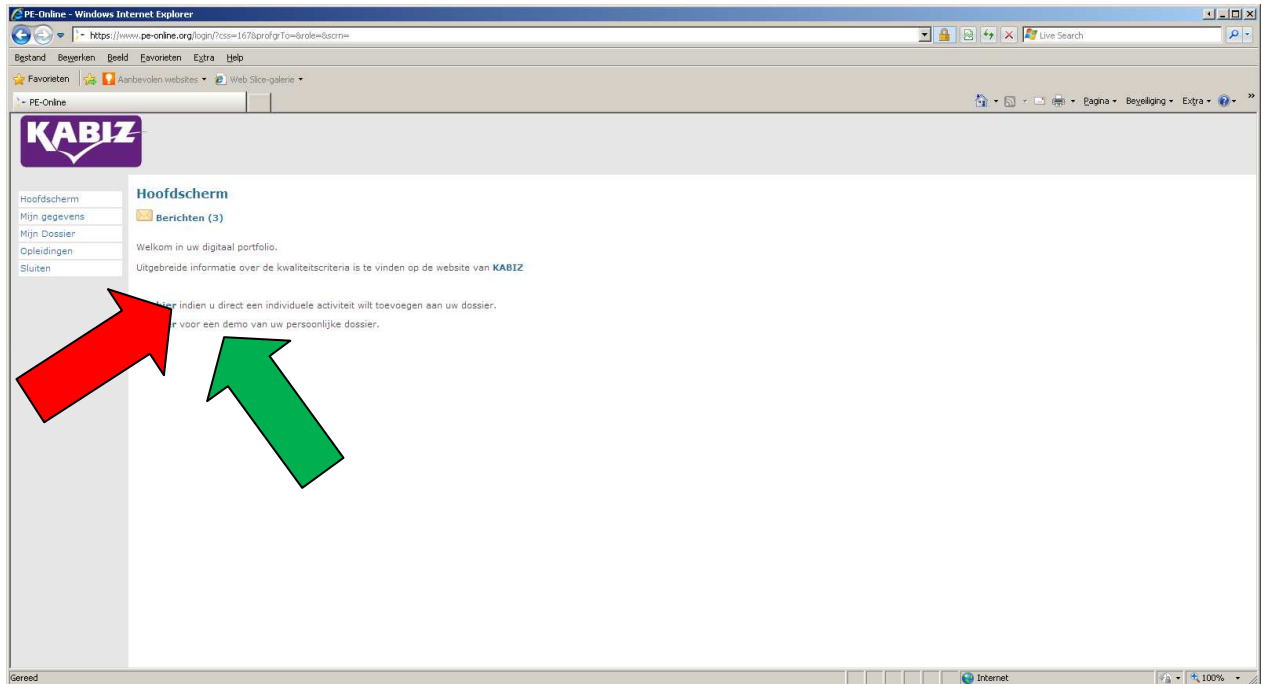 PE-Online - Windows Internet Explorer
https://www.pe-online.org/login/?css=167&profgrTo=&role=&scrn=
Live Search
Bestand Bewerken Beeld Favorieten Extra Help
Favorieten Aanbevolen websites Web Slice-galerie
PE-Online
Pagina Beveiliging Extra
KABIZ
Hoofdscherm
Mijn gegevens
Mijn Dossier
Opleidingen
Sluiten
Hoofdscherm
Berichten (3)
Welkom in uw digitaal portfolio.
Uitgebreide informatie over de kwaliteitscriteria is te vinden op de website van KABIZ
hier indien u direct een individuele activiteit wilt toevoegen aan uw dossier.
voor een demo van uw persoonlijke dossier.
Gereed
Internet
100%